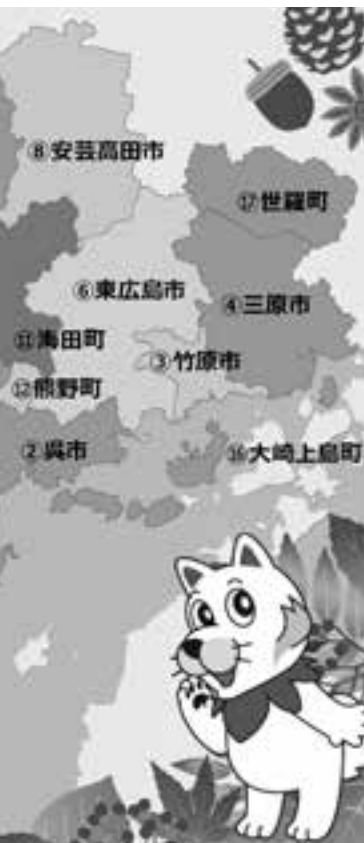 ⑧安芸高田市
⑰世羅町
⑥東広島市
④三原市
⑪海田町
③竹原市
⑫熊野町
②呉市
⑯大崎上島町